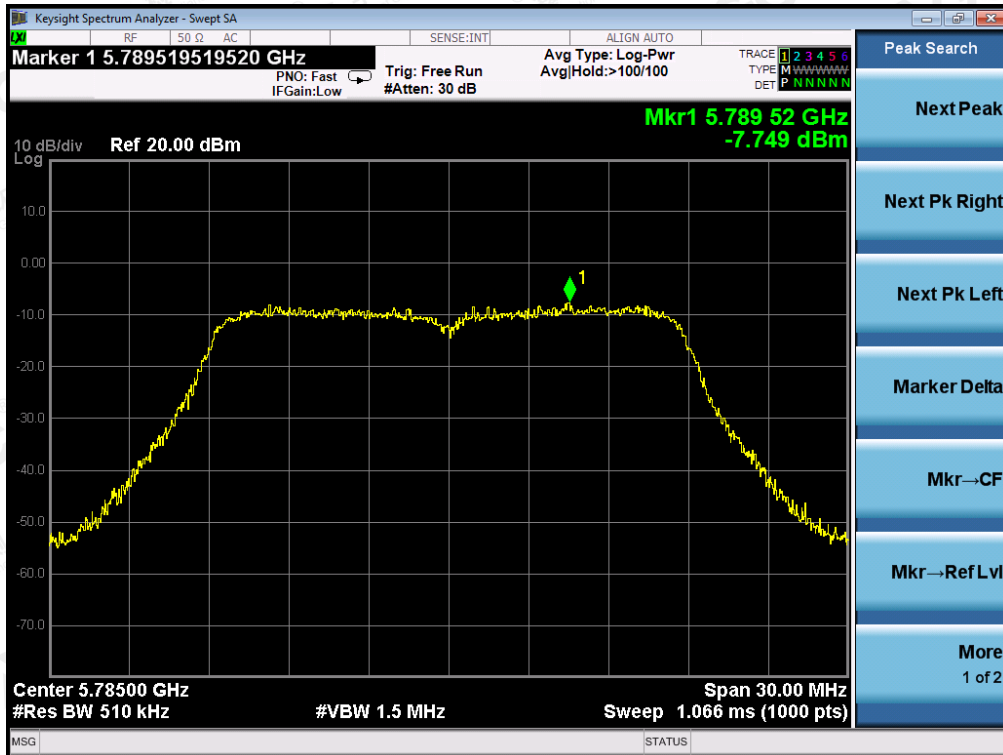 Keysight Spectrum Analyzer - Swept SA
LXI RF 50 Ω AC SENSE:INT ALIGN AUTO
Marker 1 5.789519519520 GHz
PNO: Fast
IFGain:Low
Trig: Free Run
#Atten: 30 dB
Avg Type: Log-Pwr
Avg|Hold:>100/100
TRACE 1 2 3 4 5 6
TYPE M WWWWW
DET P N N N N N
Mkr1 5.789 52 GHz
-7.749 dBm
10 dB/div Ref 20.00 dBm
Log
10.0
0.00
-10.0
-20.0
-30.0
-40.0
-50.0
-60.0
-70.0
1
Center 5.78500 GHz Span 30.00 MHz
#Res BW 510 kHz #VBW 1.5 MHz Sweep 1.066 ms (1000 pts)
MSG STATUS
Peak Search
Next Peak
Next Pk Right
Next Pk Left
Marker Delta
Mkr→CF
Mkr→Ref Lvl
More
1 of 2